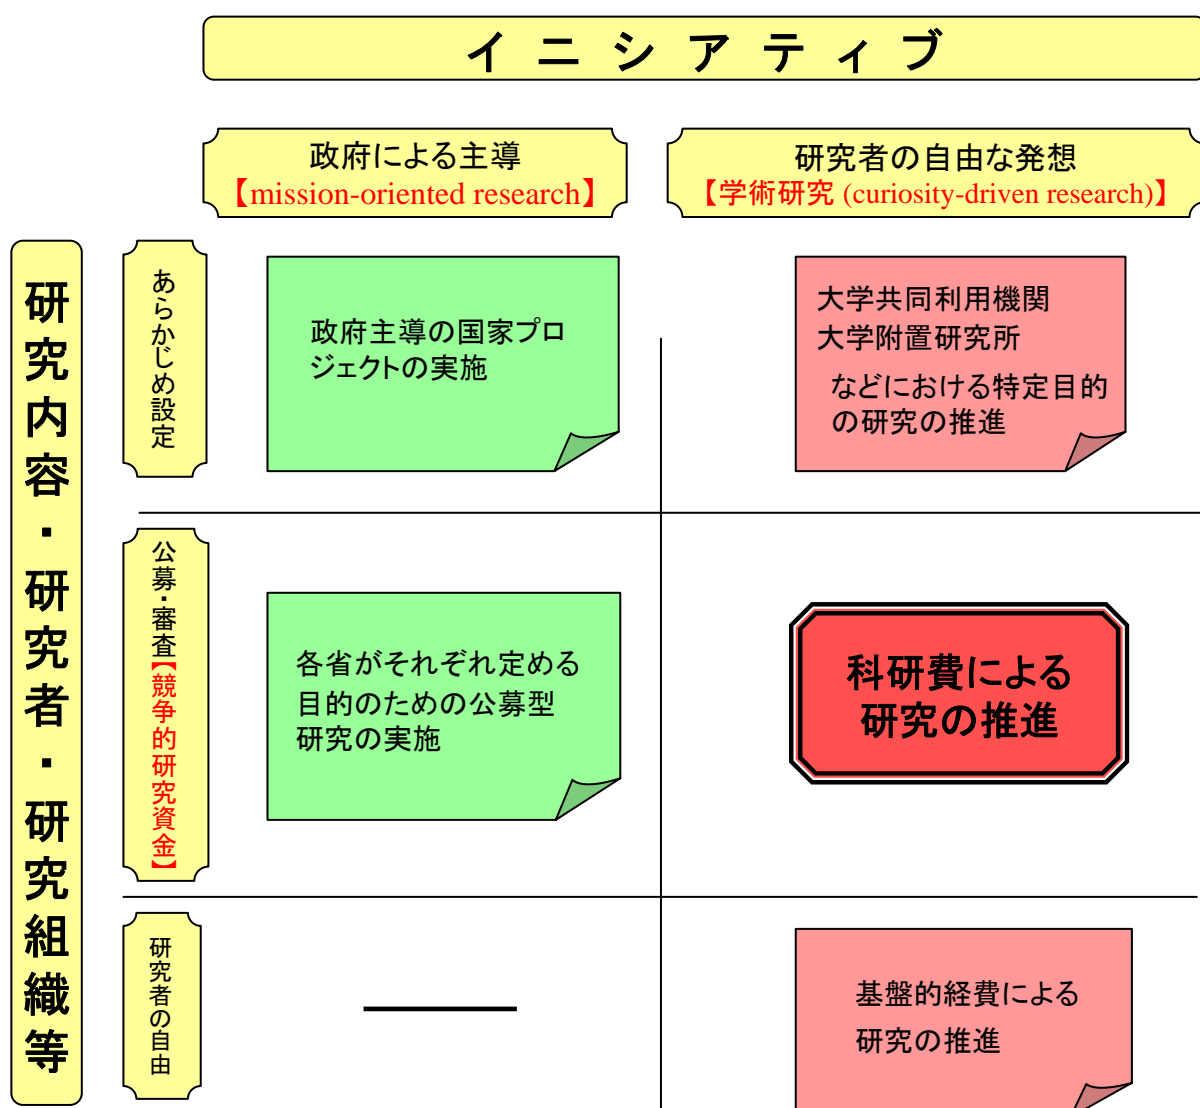 イニシアティブ
政府による主導
【mission-oriented research】
研究者の自由な発想
【学術研究 (curiosity-driven research)】
研究内容・研究者・研究組織等
あらかじめ設定
政府主導の国家プロ
ジェクトの実施
大学共同利用機関
大学附置研究所
などにおける特定目的
の研究の推進
公募・審査【競争的研究資金】
各省がそれぞれ定める
目的のための公募型
研究の実施
科研費による
研究の推進
研究者の自由
基盤的経費による
研究の推進